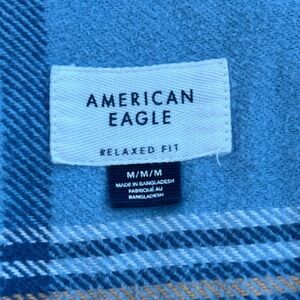 AMERICAN
EAGLE
RELAXED FIT
M/M/M
MADE IN BANGLADESH
FABRIQUÉ AU
BANGLADESH